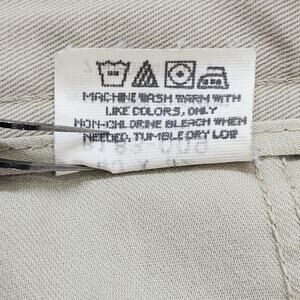 MACHINE WASH WARM WITH
LIKE COLORS, ONLY
NON-CHLORINE BLEACH WHEN
NEEDED, TUMBLE DRY LOW